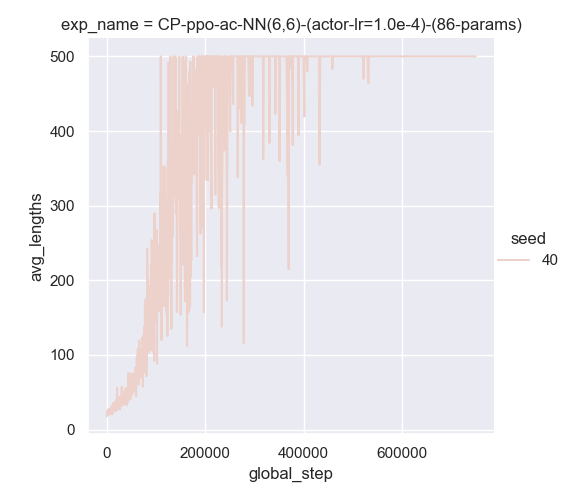 exp_name = CP-ppo-ac-NN(6,6)-(actor-lr=1.0e-4)-(86-params)
500
400
300
200
100
0
avg_lengths
0 200000 400000 600000
global_step
seed
40